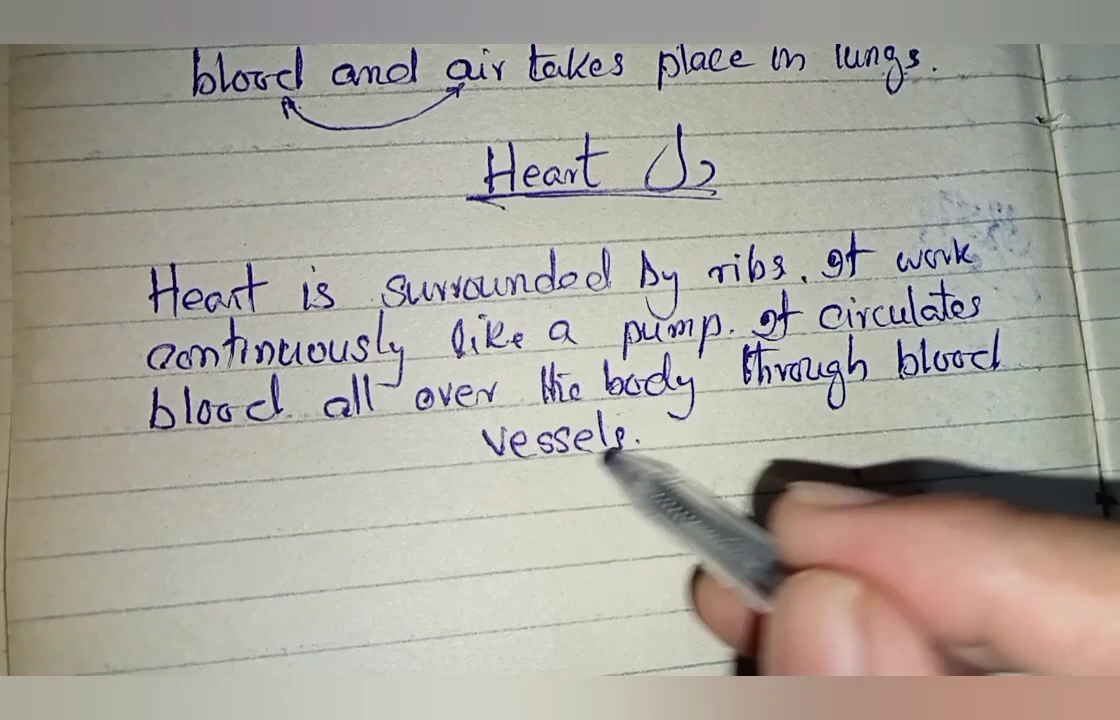 blood and air takes place in lungs.
Heart دل
Heart is surrounded by ribs. It work
continuously like a pump. It circulates
blood all over the body through blood
vessels.